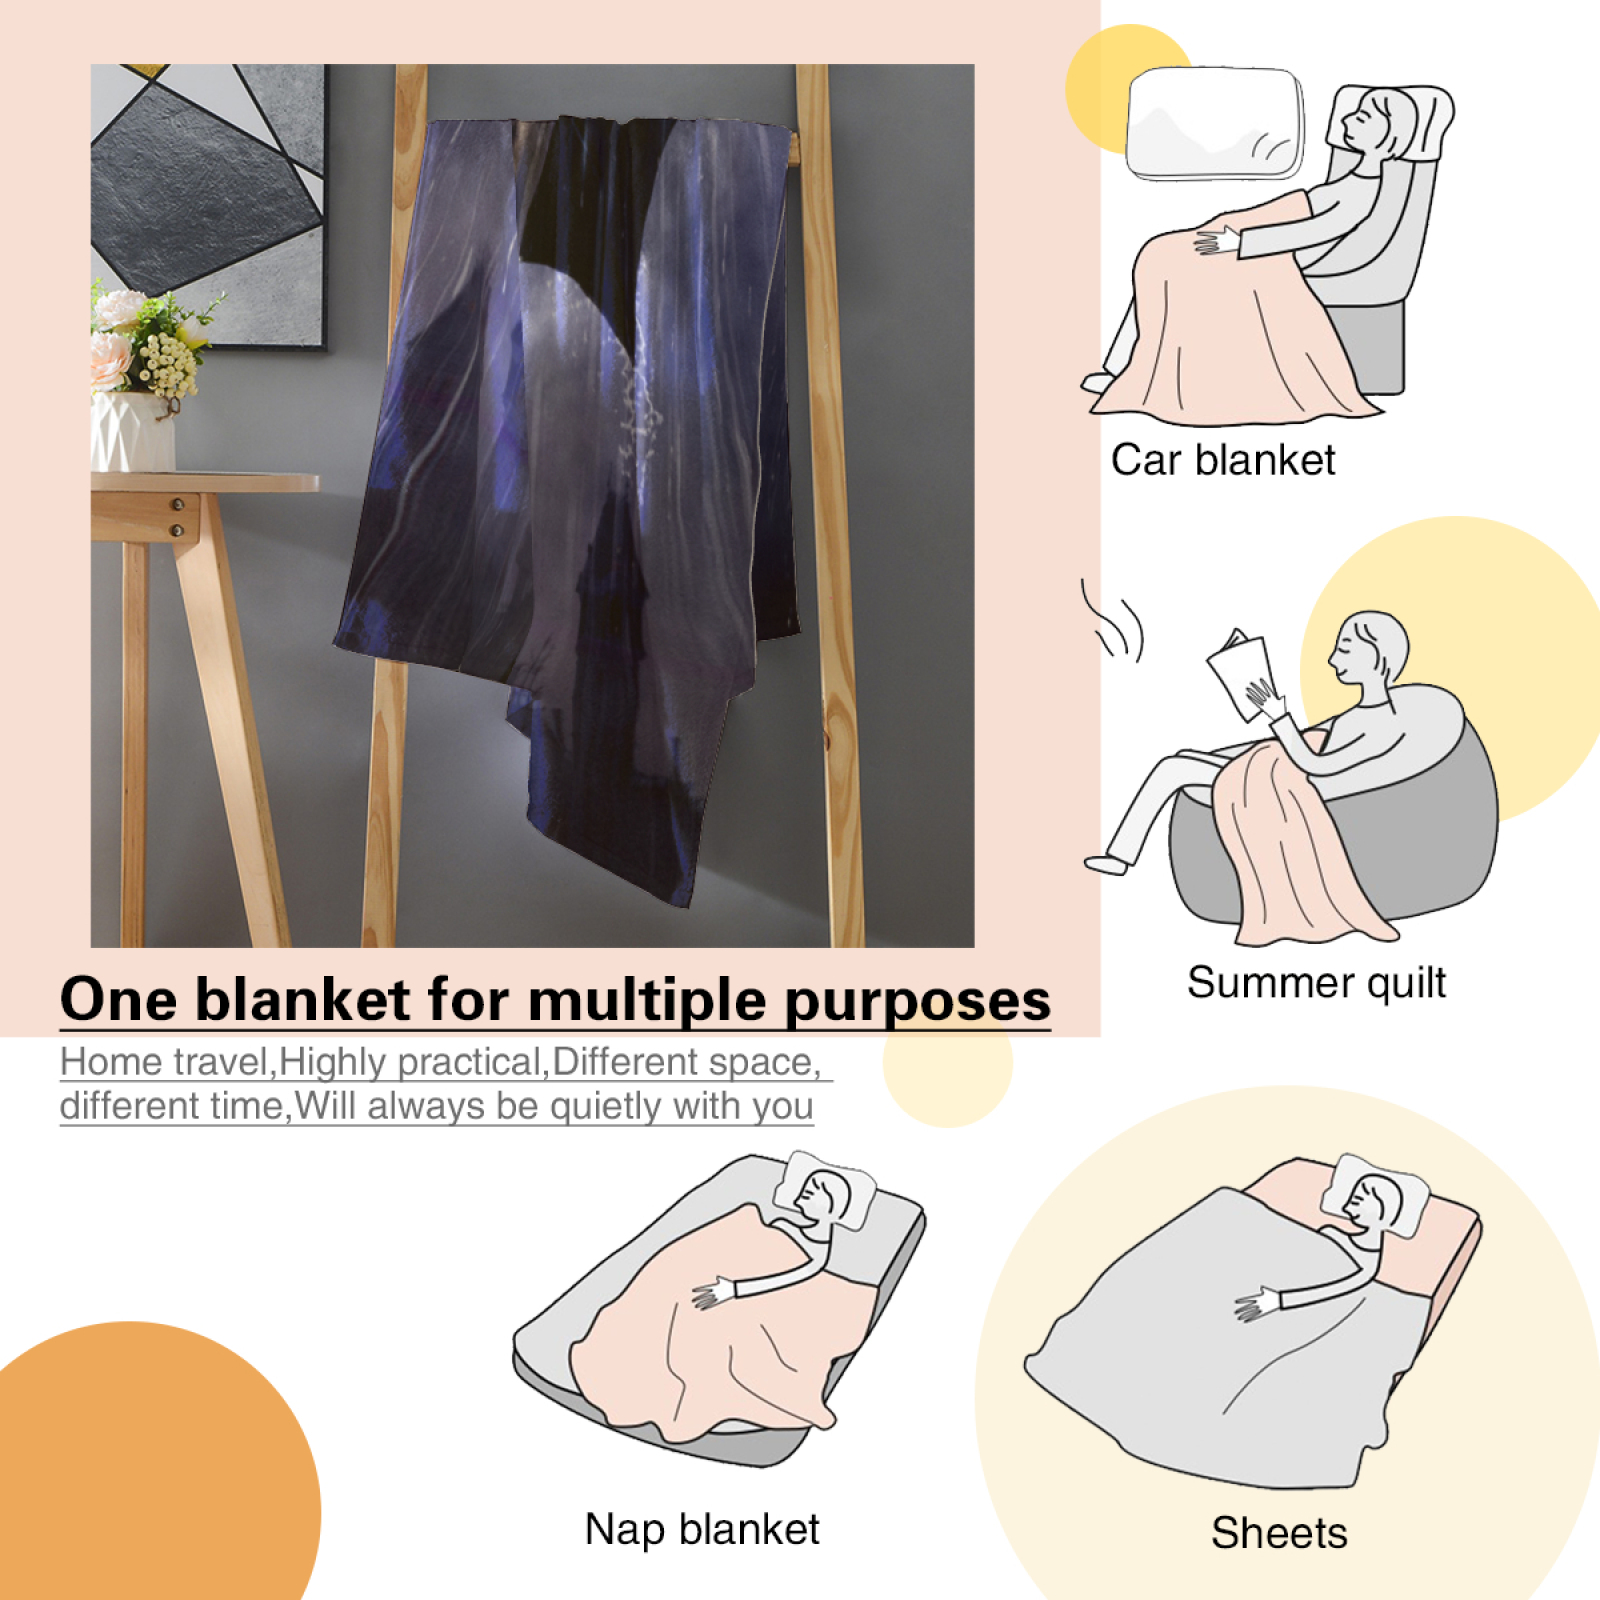 Car blanket
Summer quilt
One blanket for multiple purposes
Home travel,Highly practical,Different space,
different time,Will always be quietly with you
Nap blanket
Sheets